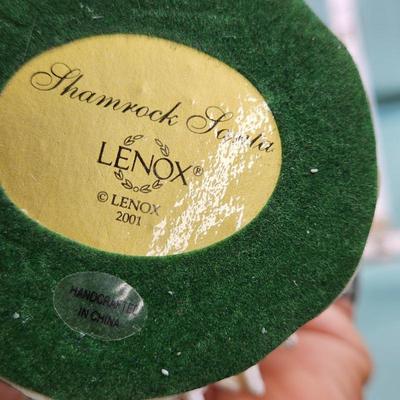 Shamrock Santa
LENOX®
© LENOX
2001
HANDCRAFTED
IN CHINA